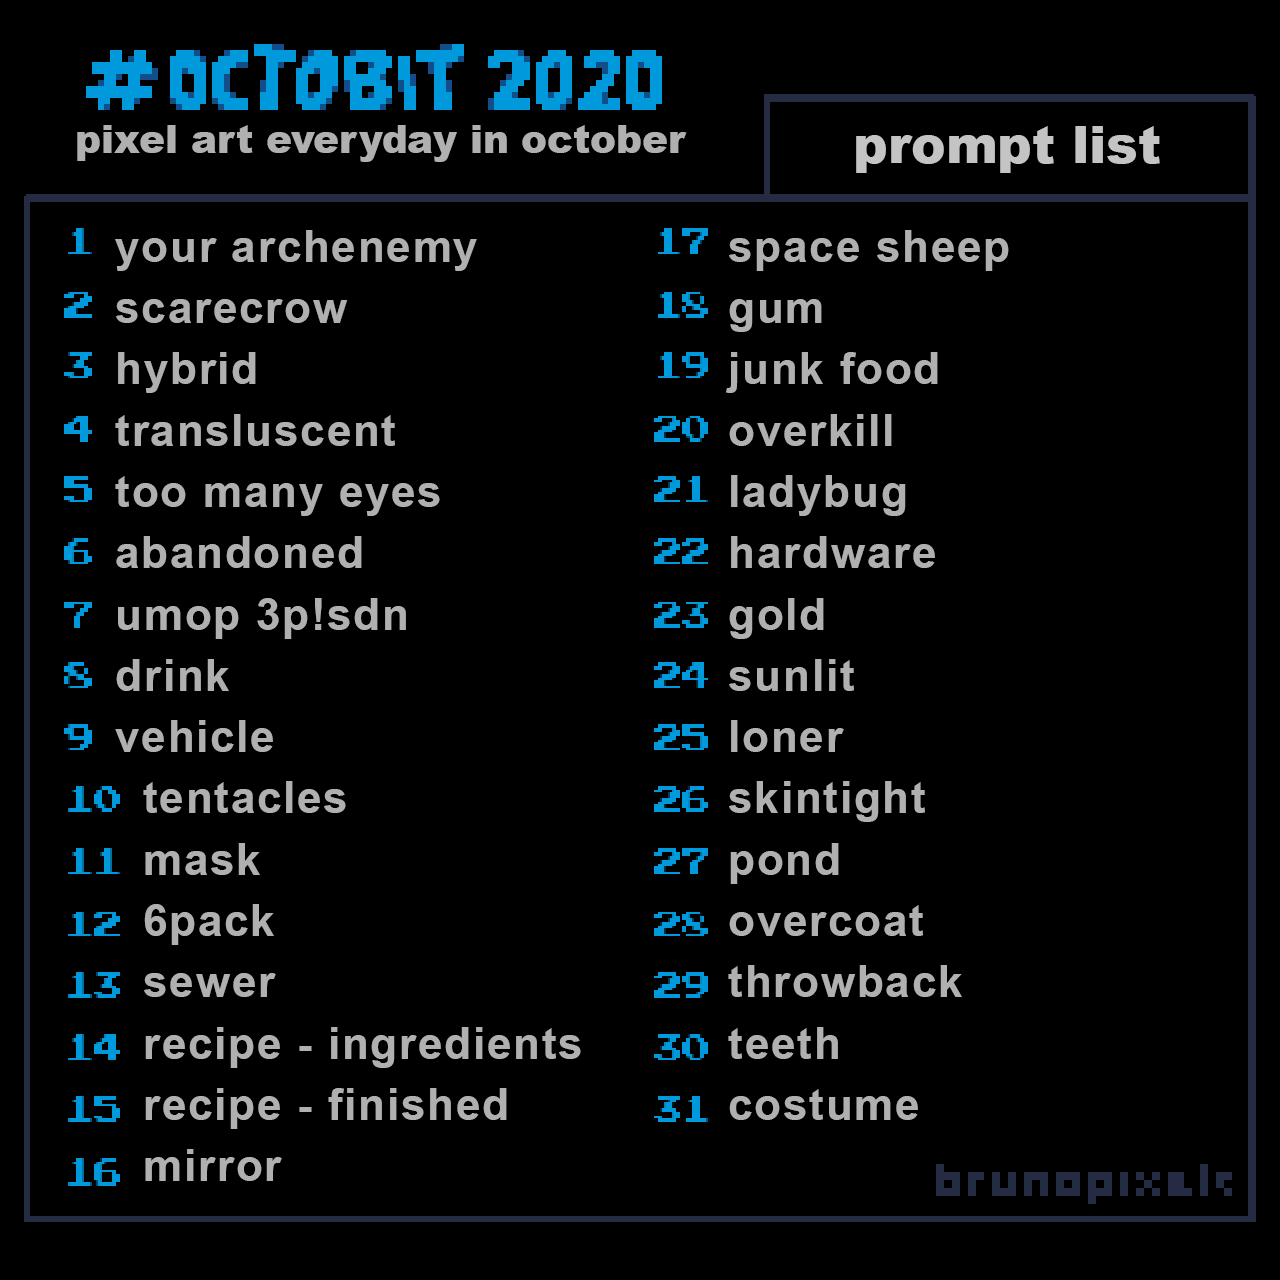 #OCTOBIT 2020
pixel art everyday in october
prompt list
1 your archenemy
2 scarecrow
3 hybrid
4 transluscent
5 too many eyes
6 abandoned
7 umop 3p!sdn
8 drink
9 vehicle
10 tentacles
11 mask
12 6pack
13 sewer
14 recipe - ingredients
15 recipe - finished
16 mirror
17 space sheep
18 gum
19 junk food
20 overkill
21 ladybug
22 hardware
23 gold
24 sunlit
25 loner
26 skintight
27 pond
28 overcoat
29 throwback
30 teeth
31 costume
brunopixels